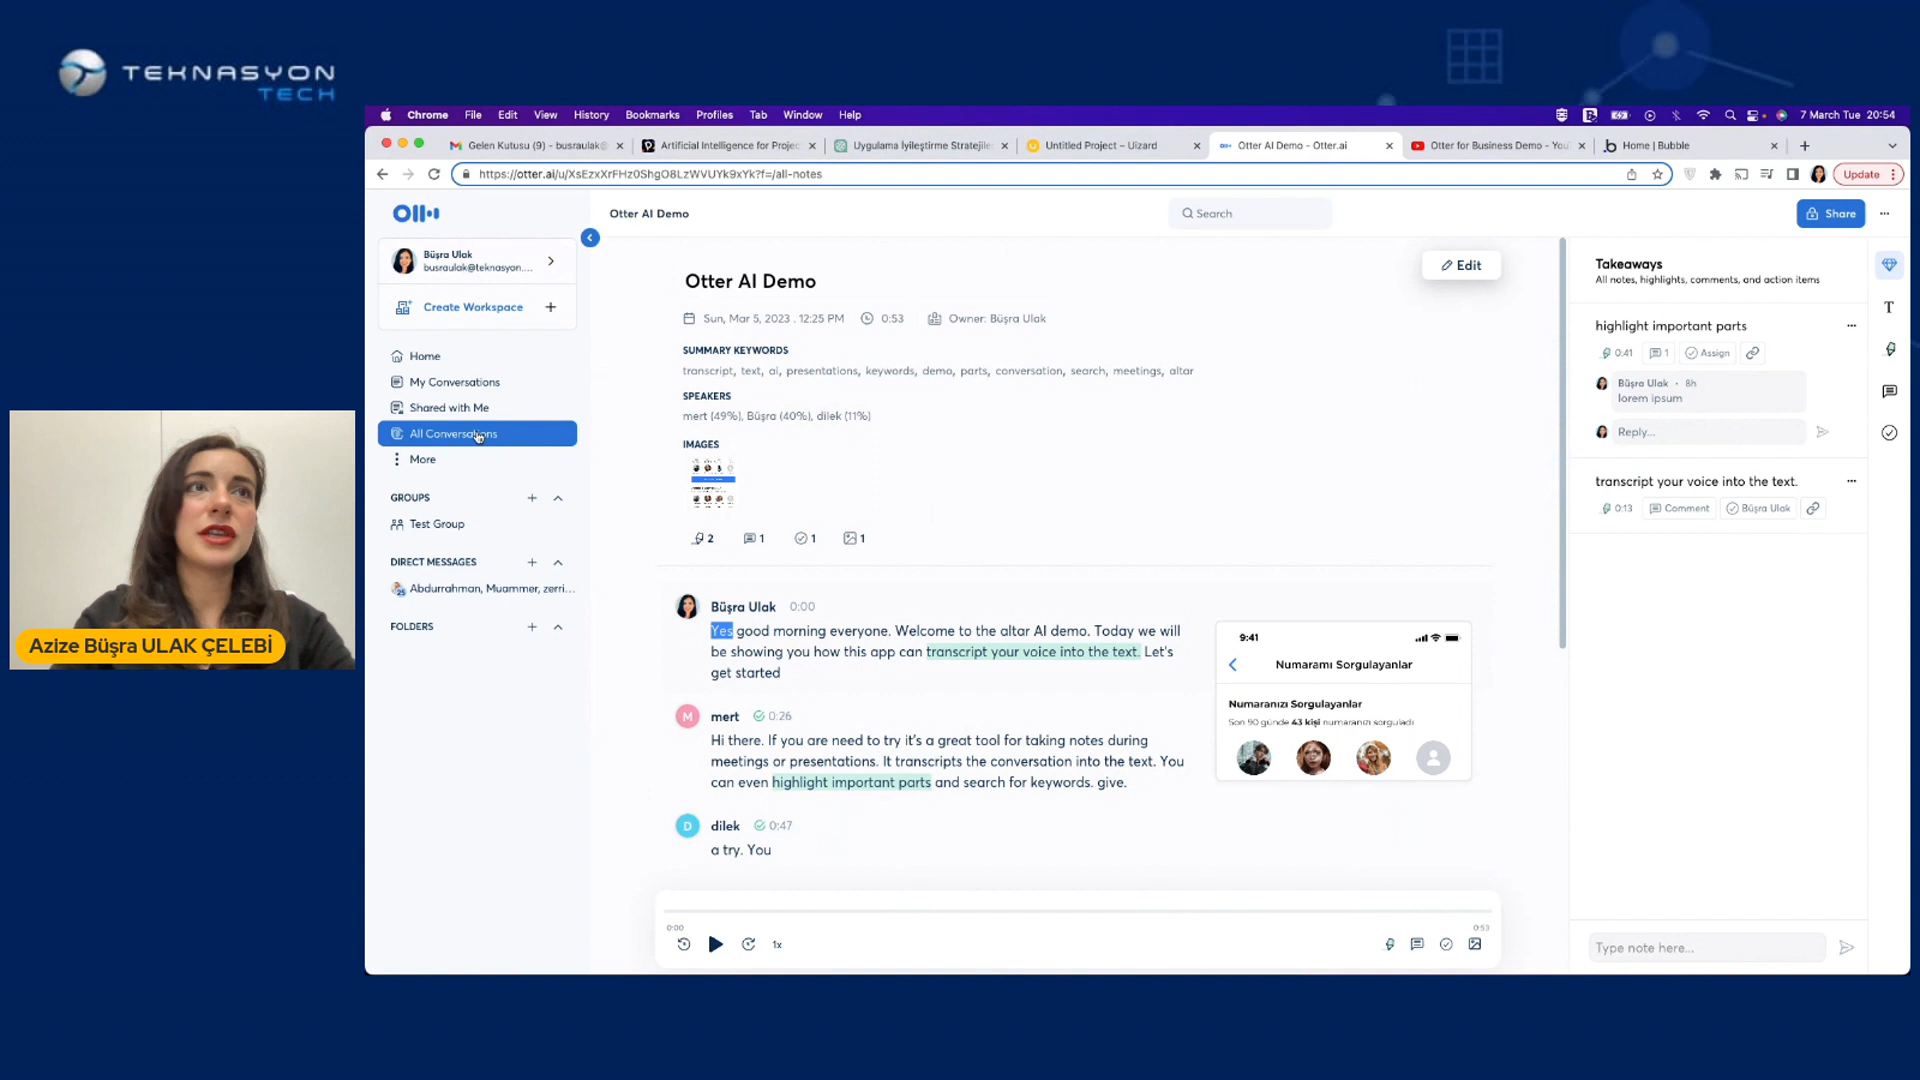 TEKNASYON
TECH
Chrome File Edit View History Bookmarks Profiles Tab Window Help
7 March Tue 20:54
Gelen Kutusu (9) - busraulak@
Artificial Intelligence for Projec
Uygulama İyileştirme Stratejile
Untitled Project – Uizard
Otter AI Demo - Otter.ai
Otter for Business Demo - You
Home | Bubble
https://otter.ai/u/XsEzxXrFHz0ShgO8LzWVUYk9xYk?f=/all-notes
Update
Otter AI Demo
Search
Share
Büşra Ulak
busraulak@teknasyon....
Create Workspace
Home
My Conversations
Shared with Me
All Conversations
More
GROUPS
Test Group
DIRECT MESSAGES
25
Abdurrahman, Muammer, zerri...
FOLDERS
Edit
Otter AI Demo
Sun, Mar 5, 2023 . 12:25 PM 0:53 Owner: Büşra Ulak
SUMMARY KEYWORDS
transcript, text, ai, presentations, keywords, demo, parts, conversation, search, meetings, altar
SPEAKERS
mert (49%), Büşra (40%), dilek (11%)
IMAGES
2 1 1 1
Büşra Ulak 0:00
Yes good morning everyone. Welcome to the altar AI demo. Today we will
be showing you how this app can transcript your voice into the text. Let's
get started
M mert 0:26
Hi there. If you are need to try it's a great tool for taking notes during
meetings or presentations. It transcripts the conversation into the text. You
can even highlight important parts and search for keywords. give.
D dilek 0:47
a try. You
9:41
Numaramı Sorgulayanlar
Numaranızı Sorgulayanlar
Son 90 günde 43 kişi numaranızı sorguladı
0:00
0:53
1x
Takeaways
All notes, highlights, comments, and action items
highlight important parts
0:41 1 Assign
Büşra Ulak • 8h
lorem ipsum
Reply...
transcript your voice into the text.
0:13 Comment Büşra Ulak
Type note here...
T
Azize Büşra ULAK ÇELEBİ